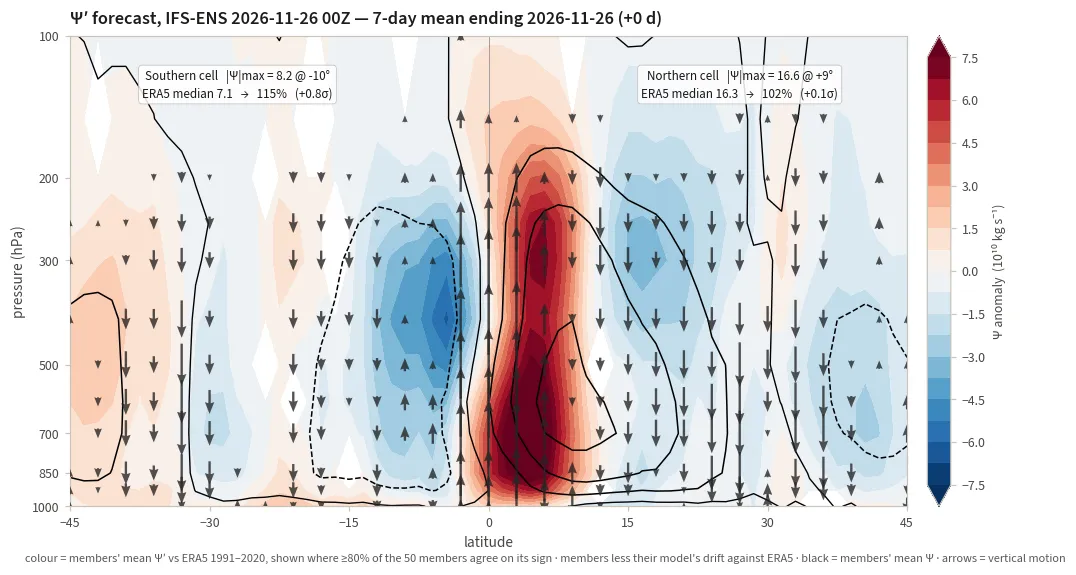 Ψ′ forecast, IFS-ENS 2026-11-26 00Z — 7-day mean ending 2026-11-26 (+0 d)
Southern cell |Ψ|max = 8.2 @ -10°
ERA5 median 7.1 → 115% (+0.8σ)
Northern cell |Ψ|max = 16.6 @ +9°
ERA5 median 16.3 → 102% (+0.1σ)
pressure (hPa)
100
200
300
400
500
700
850
1000
−45
−30
−15
0
15
30
45
latitude
7.5
6.0
4.5
3.0
1.5
0.0
−1.5
−3.0
−4.5
−6.0
−7.5
Ψ anomaly (10¹⁰ kg s⁻¹)
colour = members' mean Ψ′ vs ERA5 1991–2020, shown where ≥80% of the 50 members agree on its sign · members less their model's drift against ERA5 · black = members' mean Ψ · arrows = vertical motion